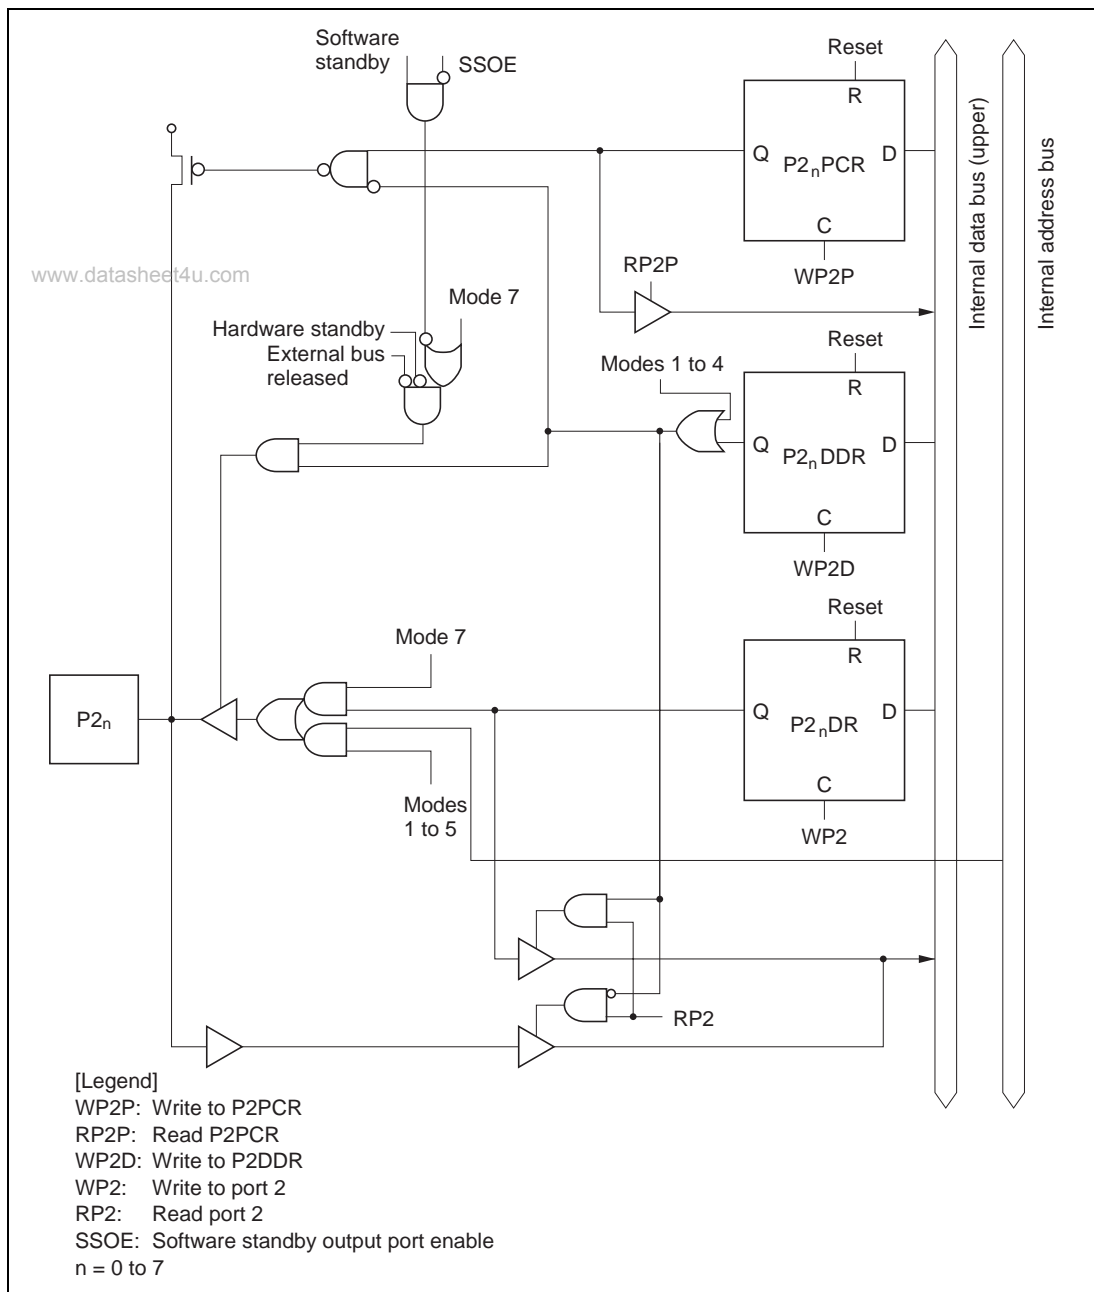 Software
standby
SSOE
Reset
R
Q
P2nPCR
D
C
WP2P
Internal data bus (upper)
Internal address bus
www.datasheet4u.com
RP2P
Mode 7
Hardware standby
External bus
released
Modes 1 to 4
Reset
R
Q
P2nDDR
D
C
WP2D
Mode 7
Reset
R
P2n
Q
P2nDR
D
C
WP2
Modes
1 to 5
RP2
[Legend]
WP2P: Write to P2PCR
RP2P: Read P2PCR
WP2D: Write to P2DDR
WP2: Write to port 2
RP2: Read port 2
SSOE: Software standby output port enable
n = 0 to 7